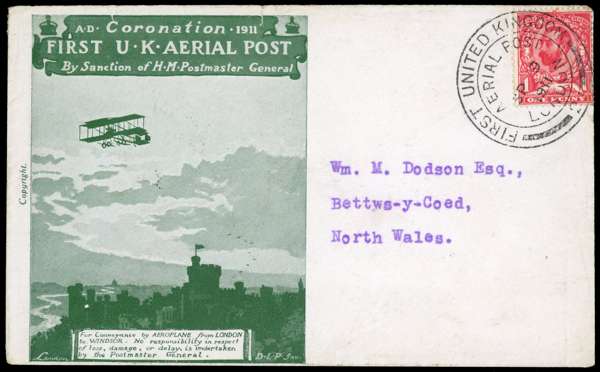 A·D· Coronation ·1911
FIRST U·K·AERIAL POST
By Sanction of H·M·Postmaster General
Copyright.
For Conveyance by AEROPLANE from LONDON
to WINDSOR. No responsibility in respect
of loss, damage, or delay, is undertaken
by the Postmaster General.
London
D·L·P·Inv.
FIRST UNITED KINGDOM
AERIAL POST
ONE PENNY
Wm. M. Dodson Esq.,
Bettws-y-Coed,
North Wales.